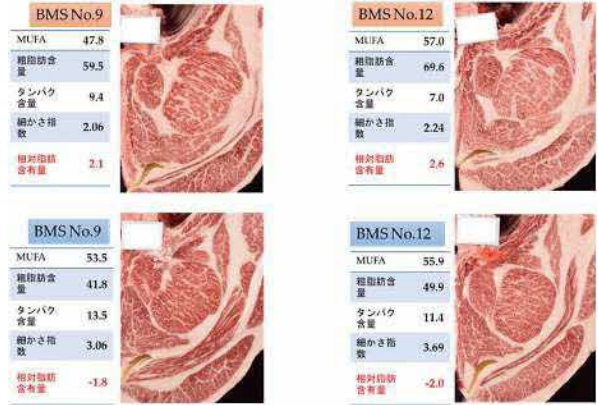 BMS No.9
MUFA 47.8
粗脂肪含
量 59.5
タンパク
含量 9.4
細かさ指
数 2.06
相対脂肪
含有量 2.1
BMS No.12
MUFA 57.0
粗脂肪含
量 69.6
タンパク
含量 7.0
細かさ指
数 2.24
相対脂肪
含有量 2.6
BMS No.9
MUFA 53.5
粗脂肪含
量 41.8
タンパク
含量 13.5
細かさ指
数 3.06
相対脂肪
含有量 -1.8
BMS No.12
MUFA 55.9
粗脂肪含
量 49.9
タンパク
含量 11.4
細かさ指
数 3.69
相対脂肪
含有量 -2.0